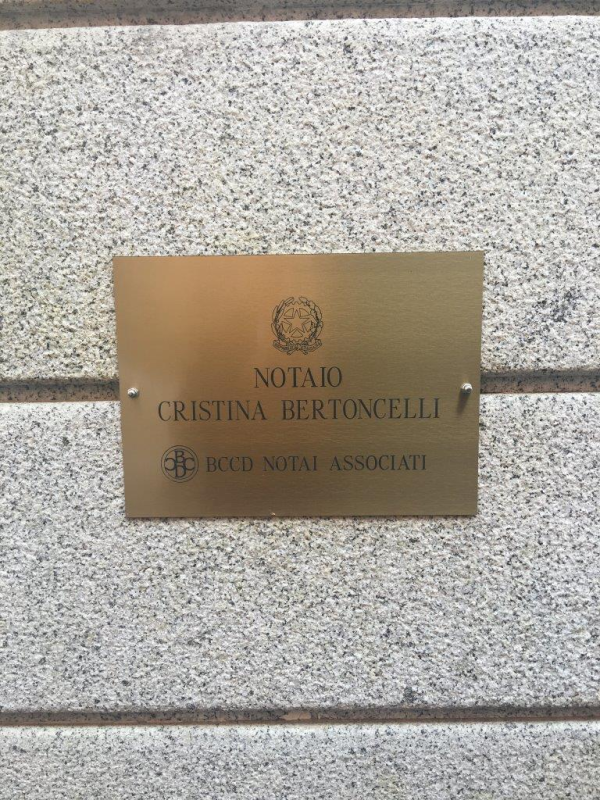 NOTAIO
CRISTINA BERTONCELLI
BCCD NOTAI ASSOCIATI